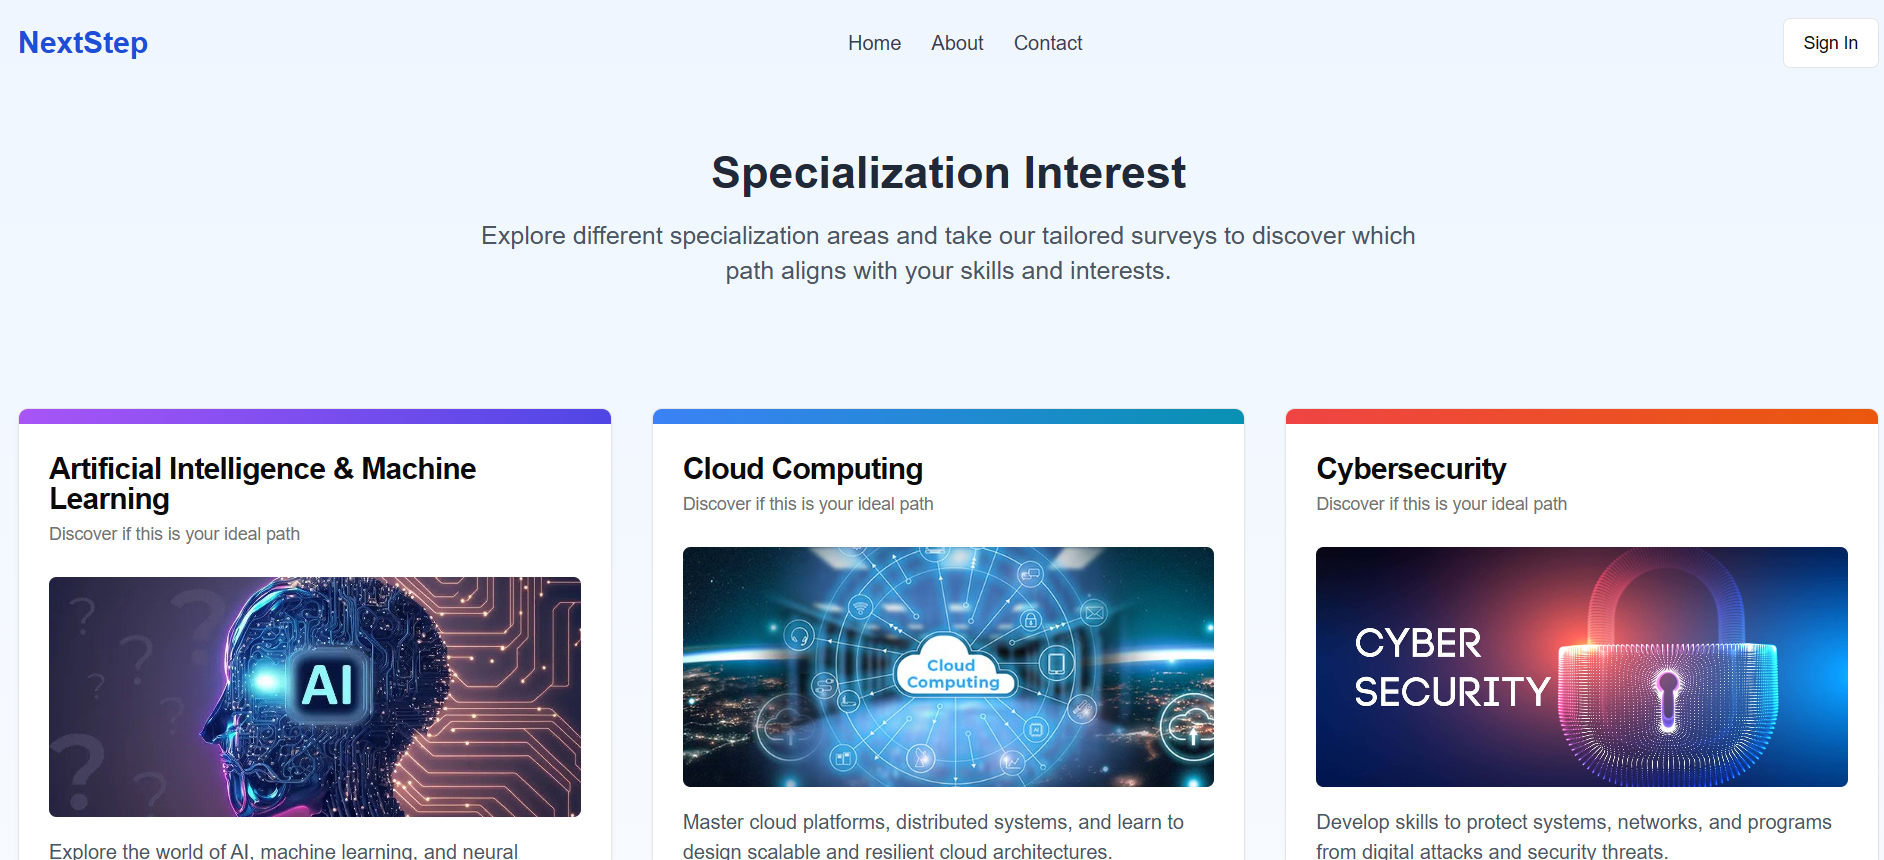 NextStep
Home
About
Contact
Sign In
Specialization Interest
Explore different specialization areas and take our tailored surveys to discover which
path aligns with your skills and interests.
Artificial Intelligence & Machine
Learning
Discover if this is your ideal path
? ? ? ? ? ? ? AI
Explore the world of AI, machine learning, and neural
Cloud Computing
Discover if this is your ideal path
Cloud
Computing
AI
Master cloud platforms, distributed systems, and learn to
design scalable and resilient cloud architectures.
Cybersecurity
Discover if this is your ideal path
CYBER
SECURITY
Develop skills to protect systems, networks, and programs
from digital attacks and security threats.